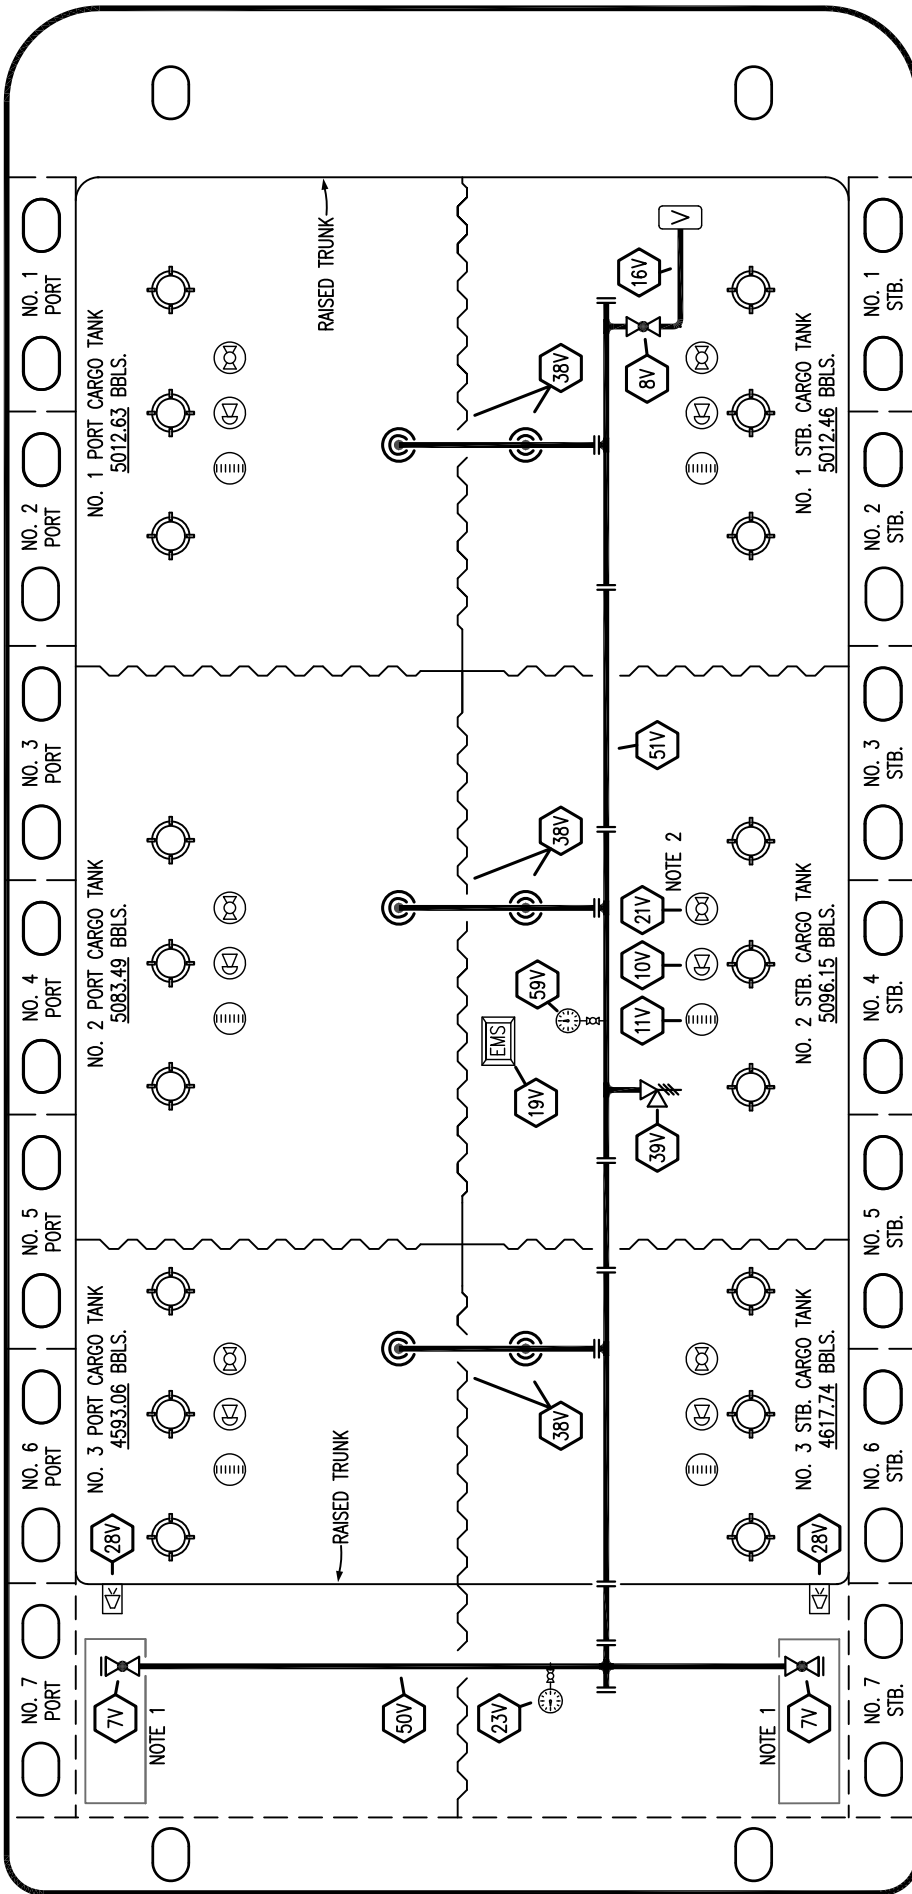 NO. 1
PORT
NO. 2
PORT
NO. 3
PORT
NO. 4
PORT
NO. 5
PORT
NO. 6
PORT
NO. 7
PORT
NO. 1 PORT CARGO TANK
5012.63 BBLS.
NO. 2 PORT CARGO TANK
5083.49 BBLS.
NO. 3 PORT CARGO TANK
4593.06 BBLS.
28V
7V
NOTE 1
RAISED TRUNK
RAISED TRUNK
50V
38V
38V
38V
EMS
19V
59V
23V
16V
V
8V
51V
NOTE 2
21V
10V
11V
39V
NO. 1 STB. CARGO TANK
5012.46 BBLS.
NO. 2 STB. CARGO TANK
5096.15 BBLS.
NO. 3 STB. CARGO TANK
4617.74 BBLS.
28V
7V
NOTE 1
NO. 1
STB.
NO. 2
STB.
NO. 3
STB.
NO. 4
STB.
NO. 5
STB.
NO. 6
STB.
NO. 7
STB.